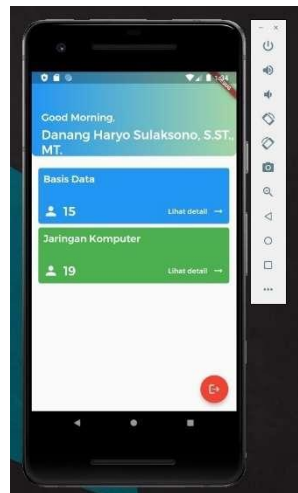 Good Morning,
Danang Haryo Sulaksono, S.ST.,
MT.
Basis Data
15
Lihat detail →
Jaringan Komputer
19
Lihat detail →